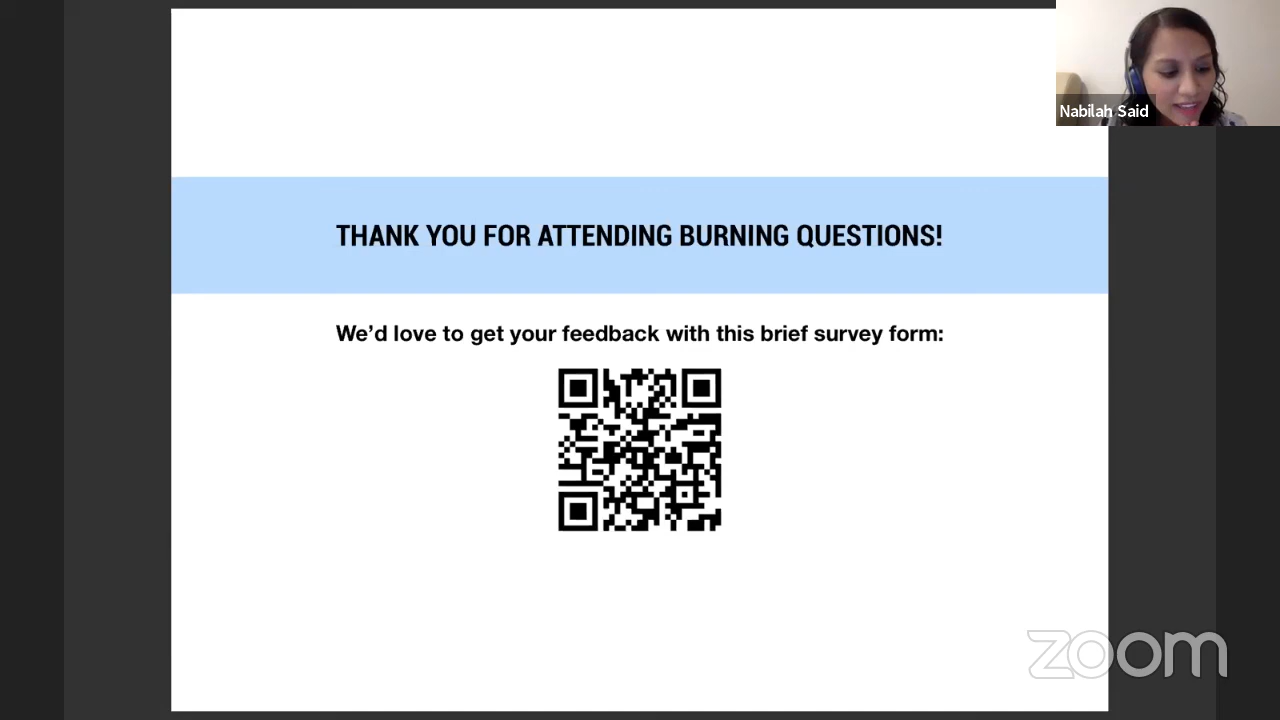 Nabilah Said
THANK YOU FOR ATTENDING BURNING QUESTIONS!
We'd love to get your feedback with this brief survey form:
zoom